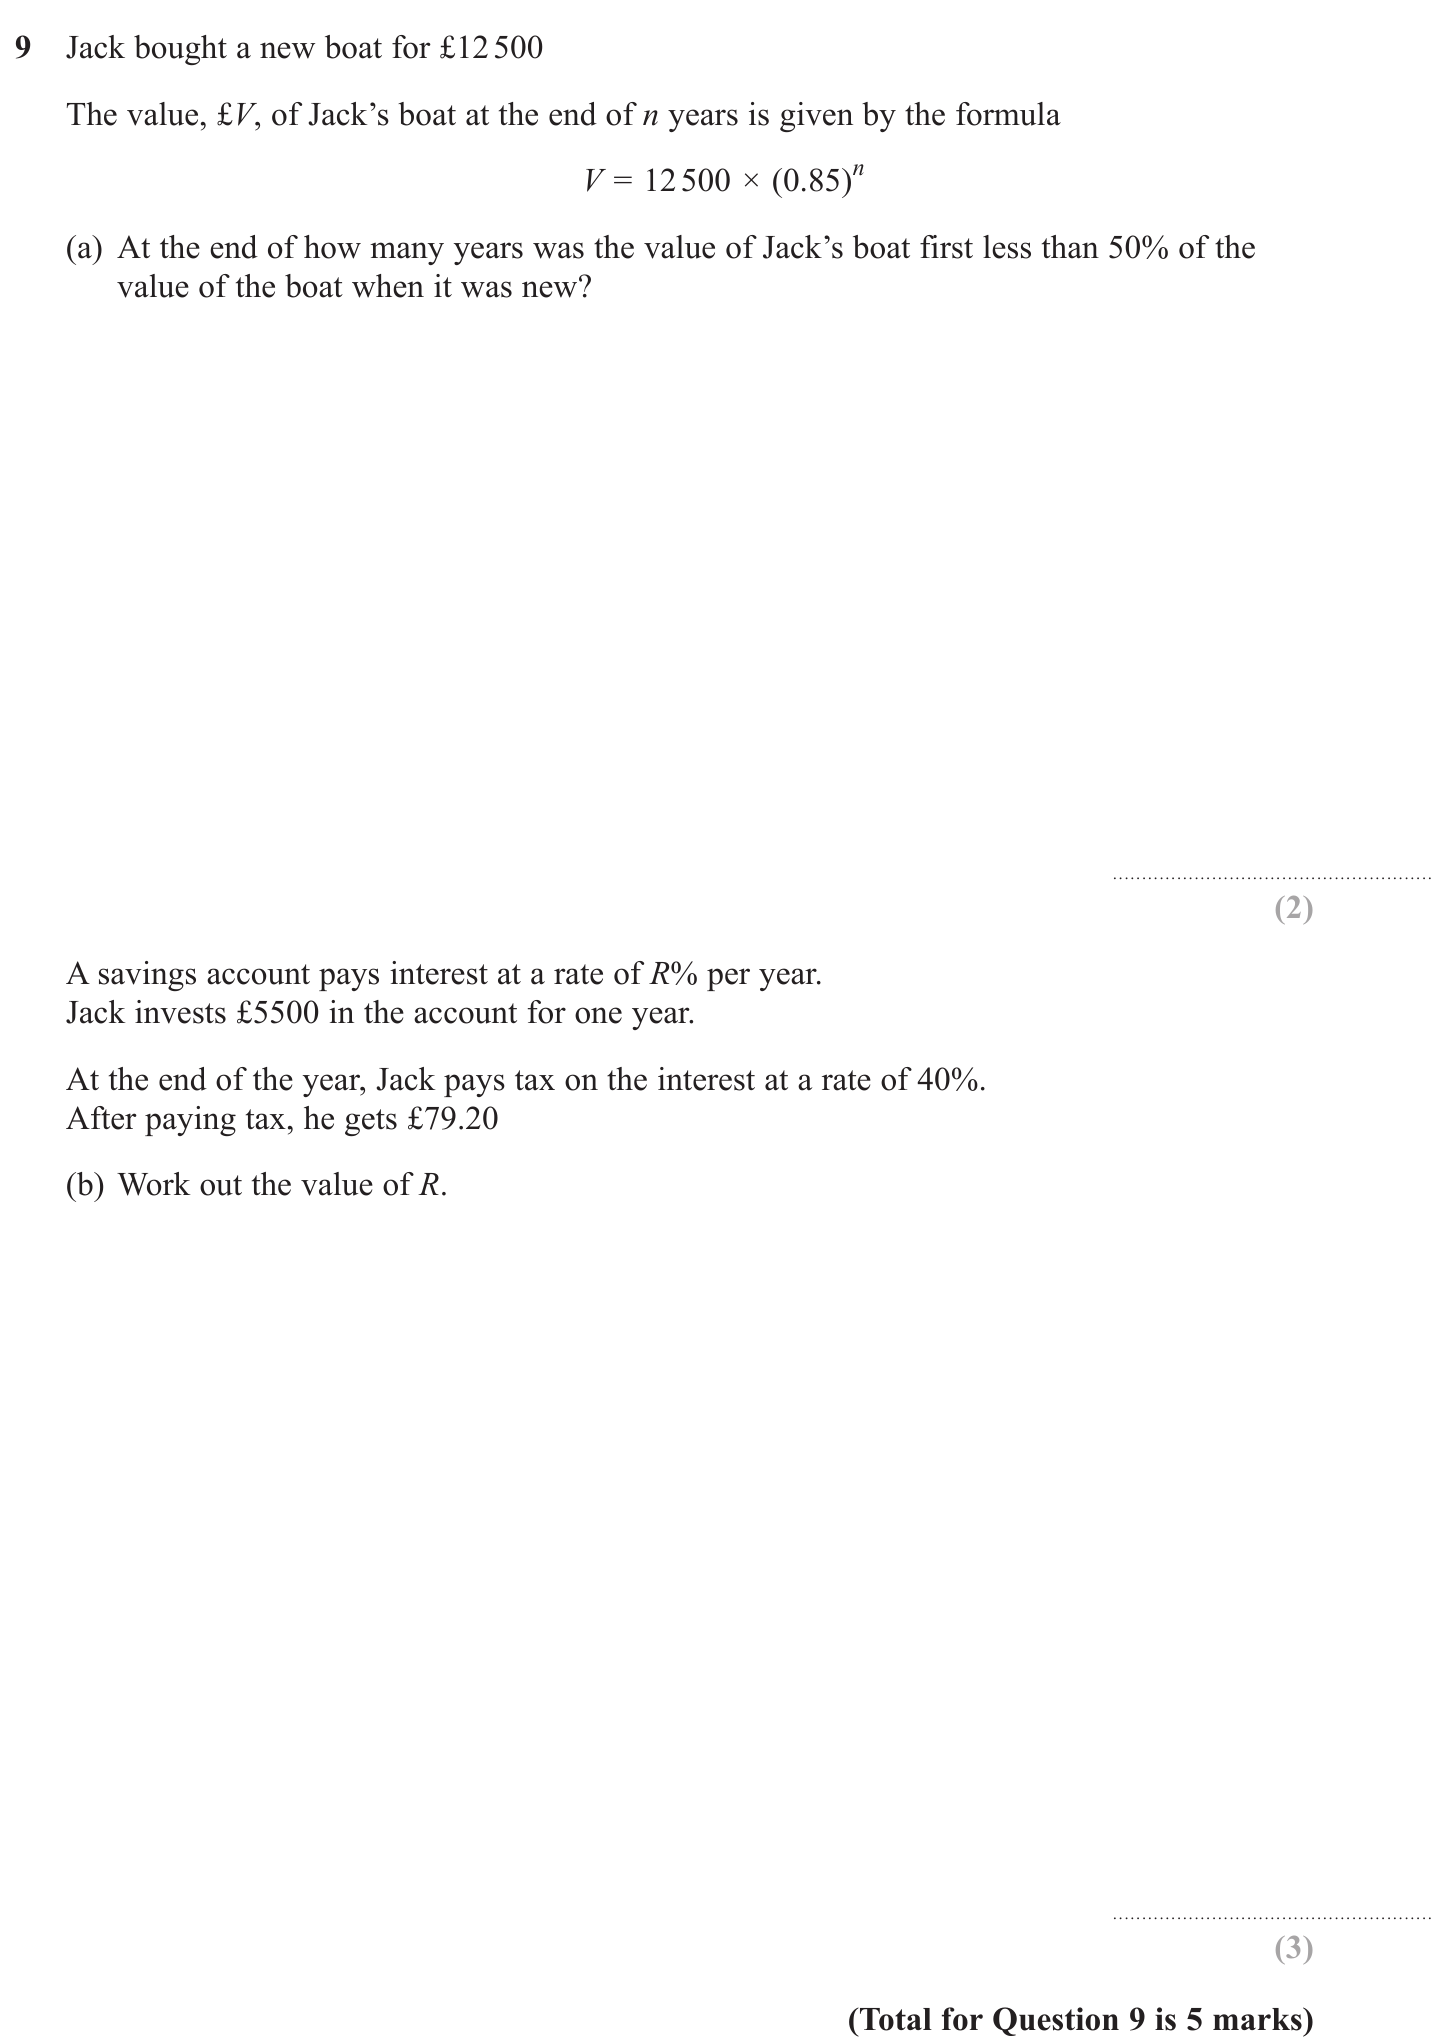 9 Jack bought a new boat for £12 500
The value, £V, of Jack’s boat at the end of n years is given by the formula
V = 12 500 × (0.85)ⁿ
(a) At the end of how many years was the value of Jack’s boat first less than 50% of the
value of the boat when it was new?
(2)
A savings account pays interest at a rate of R% per year.
Jack invests £5500 in the account for one year.
At the end of the year, Jack pays tax on the interest at a rate of 40%.
After paying tax, he gets £79.20
(b) Work out the value of R.
(3)
(Total for Question 9 is 5 marks)